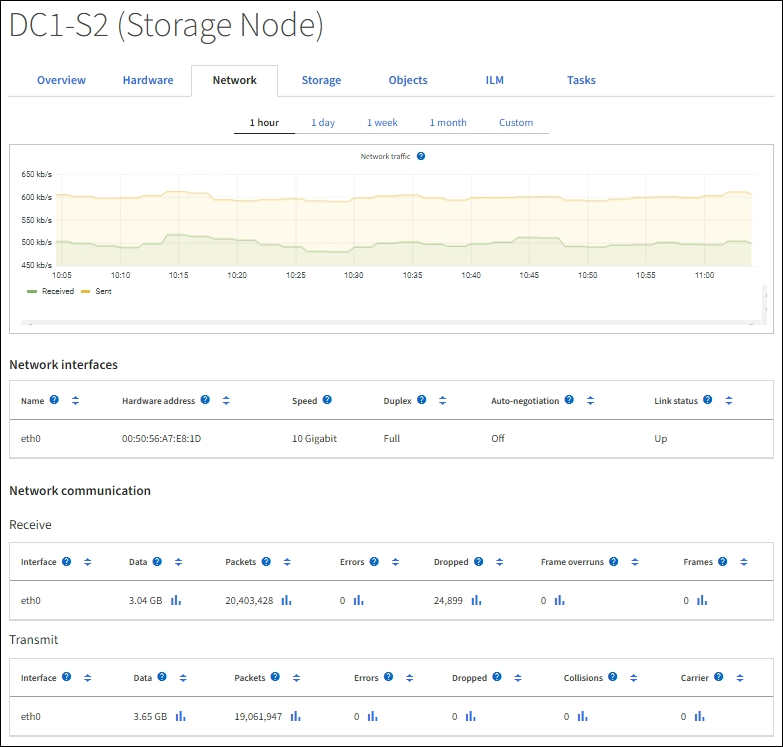 DC1-S2 (Storage Node)
Overview Hardware Network Storage Objects ILM Tasks
1 hour 1 day 1 week 1 month Custom
Network traffic ?
650 kb/s
600 kb/s
550 kb/s
500 kb/s
450 kb/s
10:05 10:10 10:15 10:20 10:25 10:30 10:35 10:40 10:45 10:50 10:55 11:00
Received Sent
Network interfaces
Name ? Hardware address ? Speed ? Duplex ? Auto-negotiation ? Link status ?
eth0 00:50:56:A7:E8:1D 10 Gigabit Full Off Up
Network communication
Receive
Interface ? Data ? Packets ? Errors ? Dropped ? Frame overruns ? Frames ?
eth0 3.04 GB 20,403,428 0 24,899 0 0
Transmit
Interface ? Data ? Packets ? Errors ? Dropped ? Collisions ? Carrier ?
eth0 3.65 GB 19,061,947 0 0 0 0